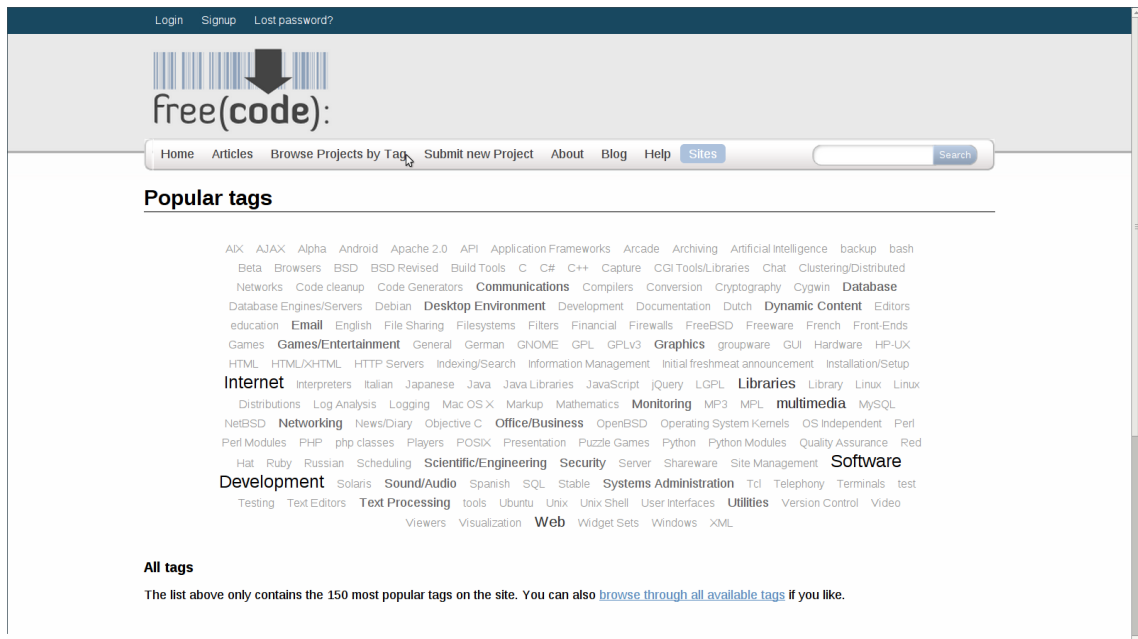 Login Signup Lost password?
free(code):
Home Articles Browse Projects by Tag Submit new Project About Blog Help Sites Search
Popular tags
AIX AJAX Alpha Android Apache 2.0 API Application Frameworks Arcade Archiving Artificial Intelligence backup bash
Beta Browsers BSD BSD Revised Build Tools C C# C++ Capture CGI Tools/Libraries Chat Clustering/Distributed
Networks Code cleanup Code Generators Communications Compilers Conversion Cryptography Cygwin Database
Database Engines/Servers Debian Desktop Environment Development Documentation Dutch Dynamic Content Editors
education Email English File Sharing Filesystems Filters Financial Firewalls FreeBSD Freeware French Front-Ends
Games Games/Entertainment General German GNOME GPL GPLv3 Graphics groupware GUI Hardware HP-UX
HTML HTML/XHTML HTTP Servers Indexing/Search Information Management Initial freshmeat announcement Installation/Setup
Internet Interpreters Italian Japanese Java Java Libraries JavaScript jQuery LGPL Libraries Library Linux Linux
Distributions Log Analysis Logging Mac OS X Markup Mathematics Monitoring MP3 MPL multimedia MySQL
NetBSD Networking News/Diary Objective C Office/Business OpenBSD Operating System Kernels OS Independent Perl
Perl Modules PHP php classes Players POSIX Presentation Puzzle Games Python Python Modules Quality Assurance Red
Hat Ruby Russian Scheduling Scientific/Engineering Security Server Shareware Site Management Software
Development Solaris Sound/Audio Spanish SQL Stable Systems Administration Tcl Telephony Terminals test
Testing Text Editors Text Processing tools Ubuntu Unix Unix Shell User Interfaces Utilities Version Control Video
Viewers Visualization Web Widget Sets Windows XML
All tags
The list above only contains the 150 most popular tags on the site. You can also browse through all available tags if you like.